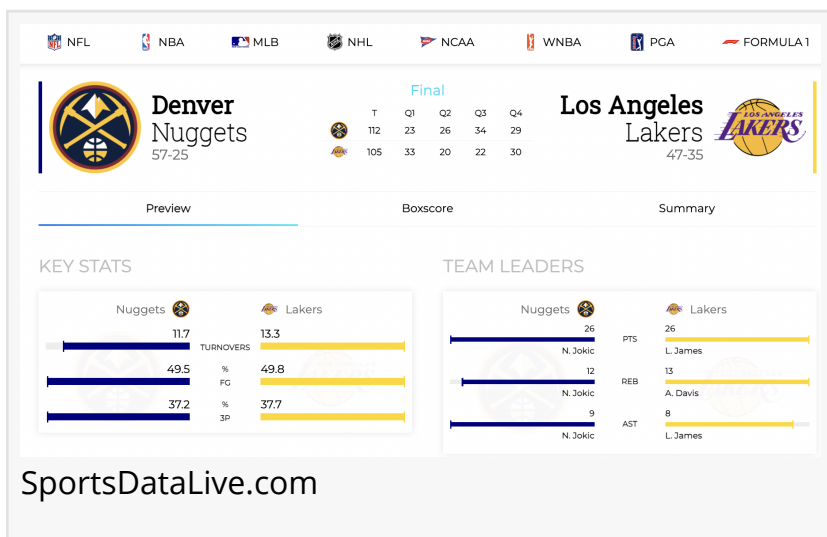 NFL NBA MLB NHL NCAA WNBA PGA FORMULA 1
Denver
Nuggets
57-25
Final
T Q1 Q2 Q3 Q4
112 23 26 34 29
105 33 20 22 30
Los Angeles
Lakers
47-35
LOS ANGELES
LAKERS
Preview Boxscore Summary
KEY STATS
Nuggets Lakers
11.7 TURNOVERS 13.3
49.5 % FG 49.8
37.2 % 3P 37.7
TEAM LEADERS
Nuggets Lakers
26 PTS 26
N. Jokic L. James
12 REB 13
N. Jokic A. Davis
9 AST 8
N. Jokic L. James
SportsDataLive.com